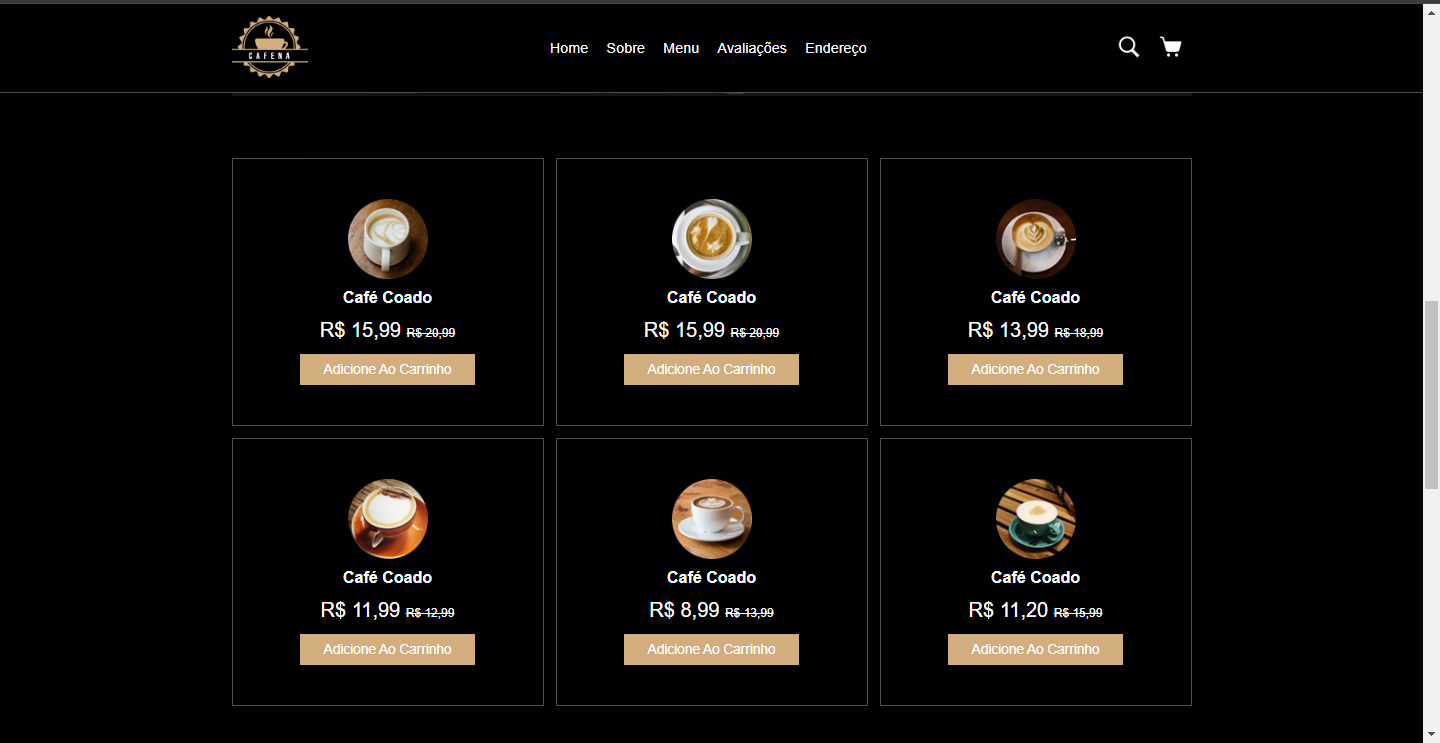 CAFENA
Home Sobre Menu Avaliações Endereço
Café Coado
R$ 15,99 R$ 20,99
Adicione Ao Carrinho
Café Coado
R$ 15,99 R$ 20,99
Adicione Ao Carrinho
Café Coado
R$ 13,99 R$ 18,99
Adicione Ao Carrinho
Café Coado
R$ 11,99 R$ 12,99
Adicione Ao Carrinho
Café Coado
R$ 8,99 R$ 13,99
Adicione Ao Carrinho
Café Coado
R$ 11,20 R$ 15,99
Adicione Ao Carrinho